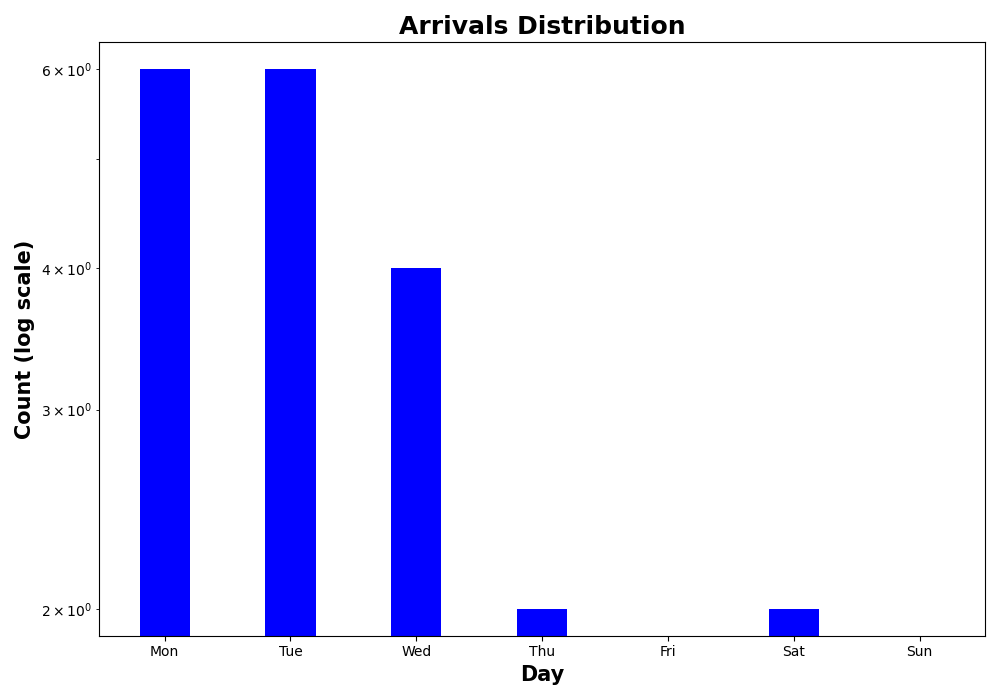 Arrivals Distribution
6 × 10⁰
4 × 10⁰
3 × 10⁰
2 × 10⁰
Count (log scale)
Mon Tue Wed Thu Fri Sat Sun
Day